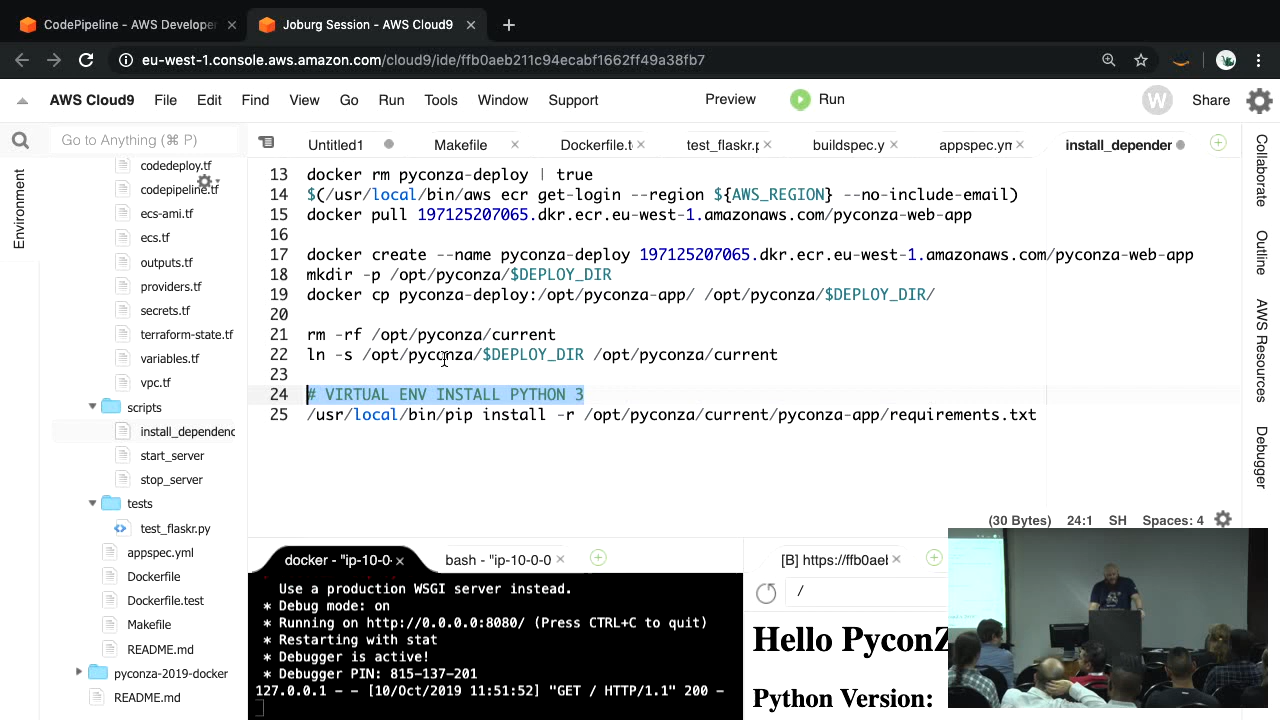 CodePipeline - AWS Developer
Joburg Session - AWS Cloud9
eu-west-1.console.aws.amazon.com/cloud9/ide/ffb0aeb211c94ecabf1662ff49a38fb7
AWS Cloud9 File Edit Find View Go Run Tools Window Support Preview Run W Share
Go to Anything (⌘ P)
Untitled1 Makefile Dockerfile.t test_flaskr.p buildspec.y appspec.ym install_depender
Environment
codedeploy.tf
codepipeline.tf
ecs-ami.tf
ecs.tf
outputs.tf
providers.tf
secrets.tf
terraform-state.tf
variables.tf
vpc.tf
scripts
install_dependenc
start_server
stop_server
tests
test_flaskr.py
appspec.yml
Dockerfile
Dockerfile.test
Makefile
README.md
pyconza-2019-docker
README.md
13 docker rm pyconza-deploy | true
14 $(/usr/local/bin/aws ecr get-login --region ${AWS_REGION} --no-include-email)
15 docker pull 197125207065.dkr.ecr.eu-west-1.amazonaws.com/pyconza-web-app
16
17 docker create --name pyconza-deploy 197125207065.dkr.ecr.eu-west-1.amazonaws.com/pyconza-web-app
18 mkdir -p /opt/pyconza/$DEPLOY_DIR
19 docker cp pyconza-deploy:/opt/pyconza-app/ /opt/pyconza/$DEPLOY_DIR/
20
21 rm -rf /opt/pyconza/current
22 ln -s /opt/pyconza/$DEPLOY_DIR /opt/pyconza/current
23
24 # VIRTUAL ENV INSTALL PYTHON 3
25 /usr/local/bin/pip install -r /opt/pyconza/current/pyconza-app/requirements.txt
(30 Bytes) 24:1 SH Spaces: 4
Collaborate
Outline
AWS Resources
Debugger
docker - "ip-10-0- bash - "ip-10-0-0
Use a production WSGI server instead.
* Debug mode: on
* Running on http://0.0.0.0:8080/ (Press CTRL+C to quit)
* Restarting with stat
* Debugger is active!
* Debugger PIN: 815-137-201
127.0.0.1 - - [10/Oct/2019 11:51:52] "GET / HTTP/1.1" 200 -
[B] https://ffb0ael
/
Hello PyconZ
Python Version: